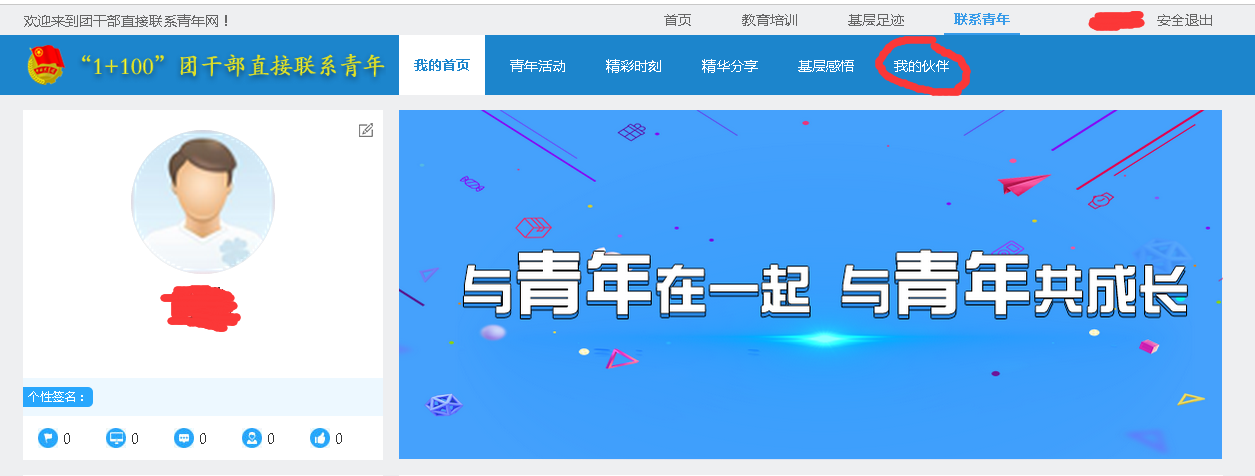 欢迎来到团干部直接联系青年网！ 首页 教育培训 基层足迹 联系青年 安全退出
“1+100”团干部直接联系青年 我的首页 青年活动 精彩时刻 精华分享 基层感悟 我的伙伴
与青年在一起 与青年共成长
个性签名：
0 0 0 0 0